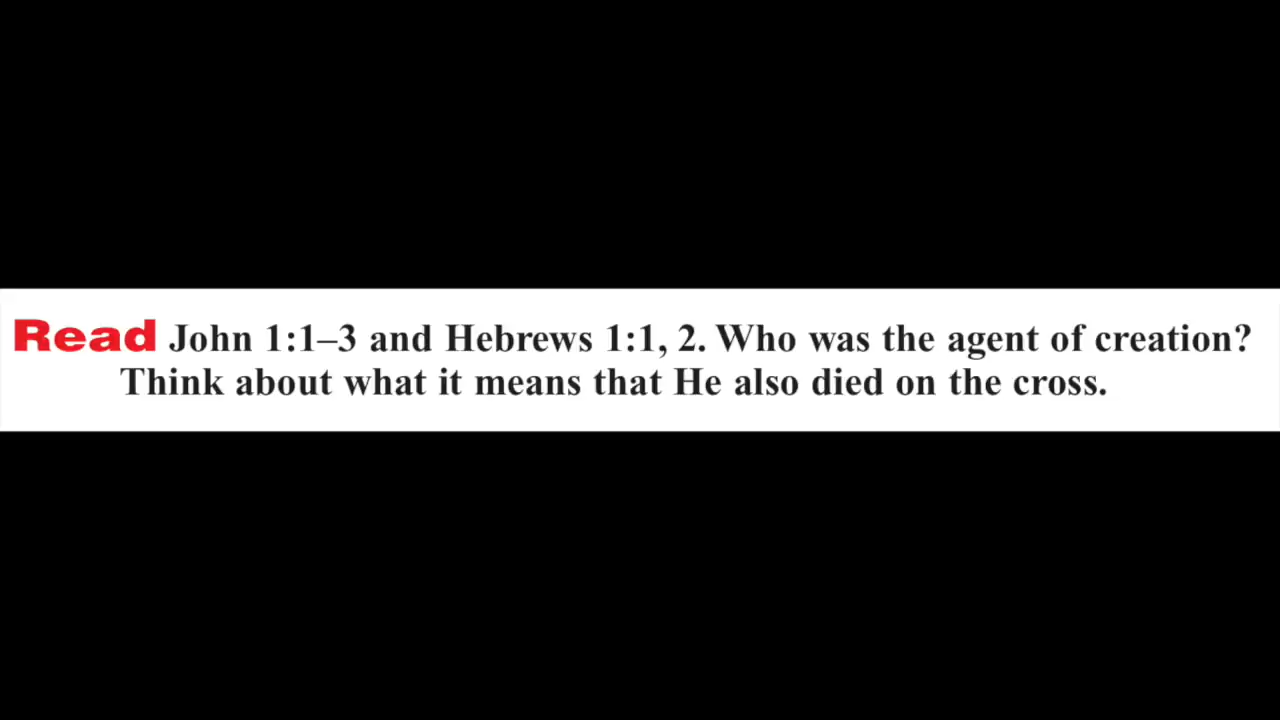 Read John 1:1–3 and Hebrews 1:1, 2. Who was the agent of creation?
Think about what it means that He also died on the cross.